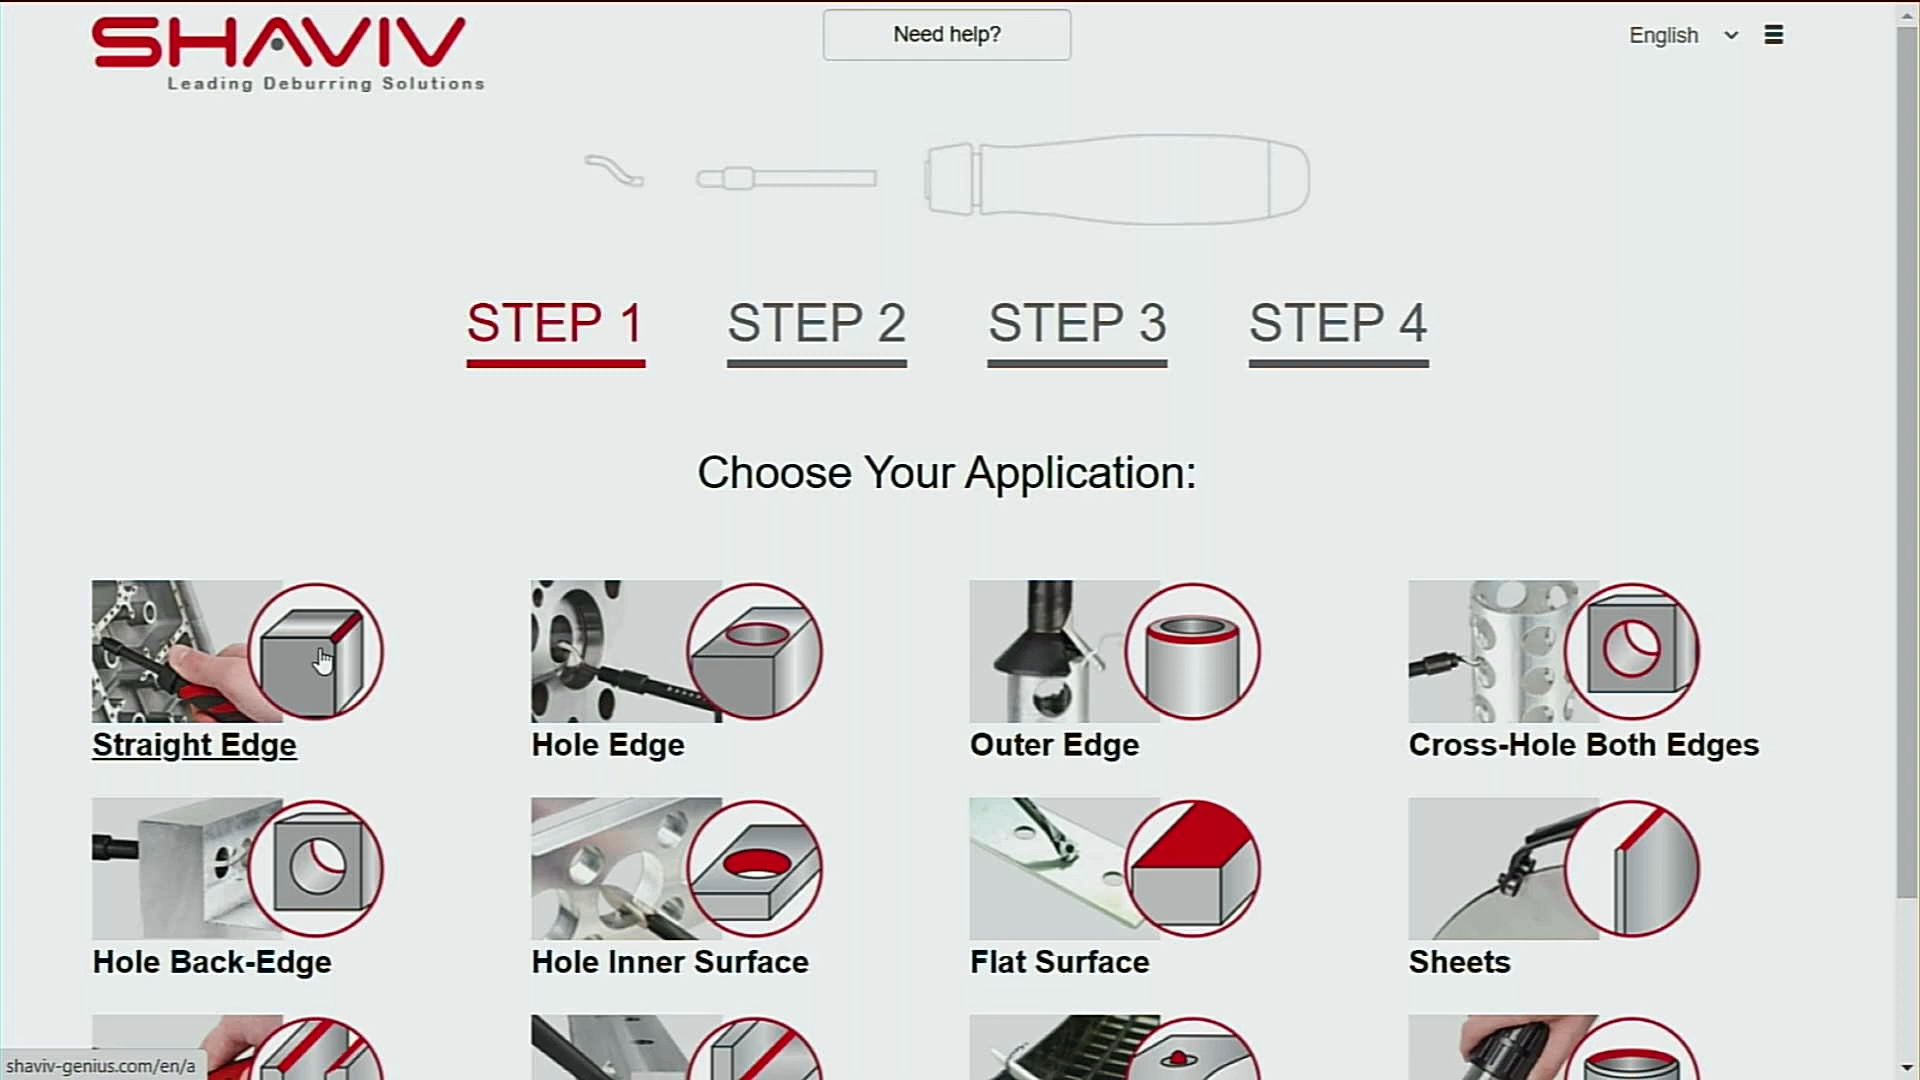 SHAVIV
Leading Deburring Solutions
Need help?
English
STEP 1
STEP 2
STEP 3
STEP 4
Choose Your Application:
Straight Edge
Hole Edge
Outer Edge
Cross-Hole Both Edges
Hole Back-Edge
Hole Inner Surface
Flat Surface
Sheets
shaviv-genius.com/en/a